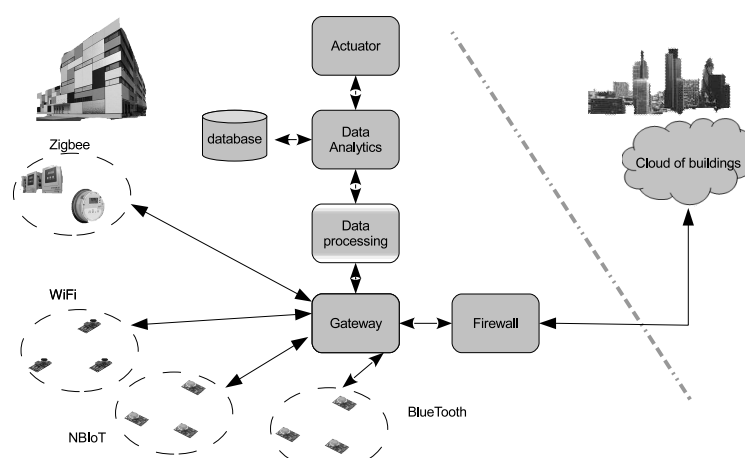 Actuator
database
Data
Analytics
Zigbee
Cloud of buildings
Data
processing
WiFi
Gateway
Firewall
BlueTooth
NBIoT